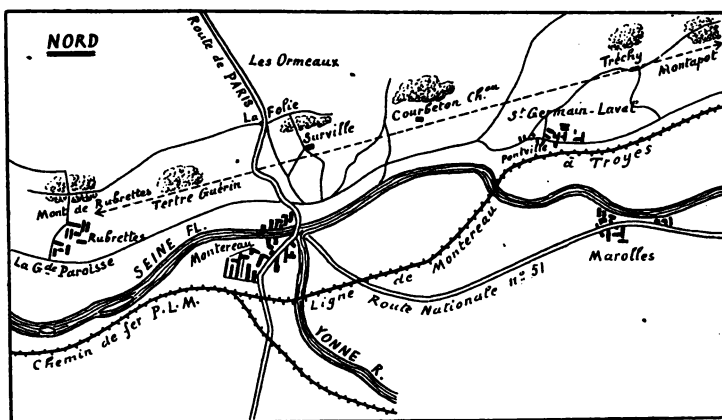 NORD
Route de PARIS
Les Ormeaux
La Folie
Surville
Courbeton Ch.au
Tréchy
Montapot
St Germain-Laval
Pontville
à Troyes
Mont de Rubrettes
Tertre Guérin
Rubrettes
La Gde Paroisse
SEINE FL.
Montereau
Marolles
Ligne de Montereau
Route Nationale nº 51
Chemin de fer P.L.M.
YONNE R.